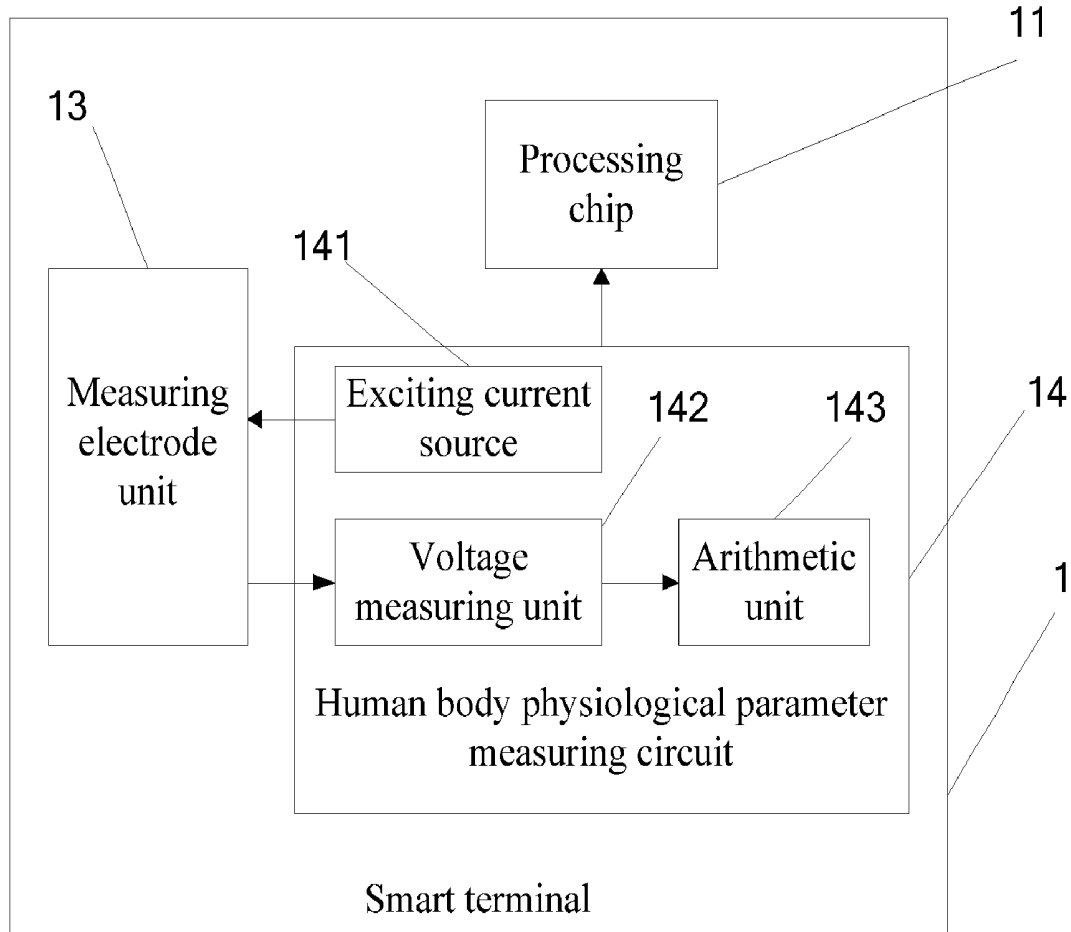 11
13
Processing
chip
141
Measuring
electrode
unit
Exciting current
source
142
143
14
Voltage
measuring unit
Arithmetic
unit
1
Human body physiological parameter
measuring circuit
Smart terminal